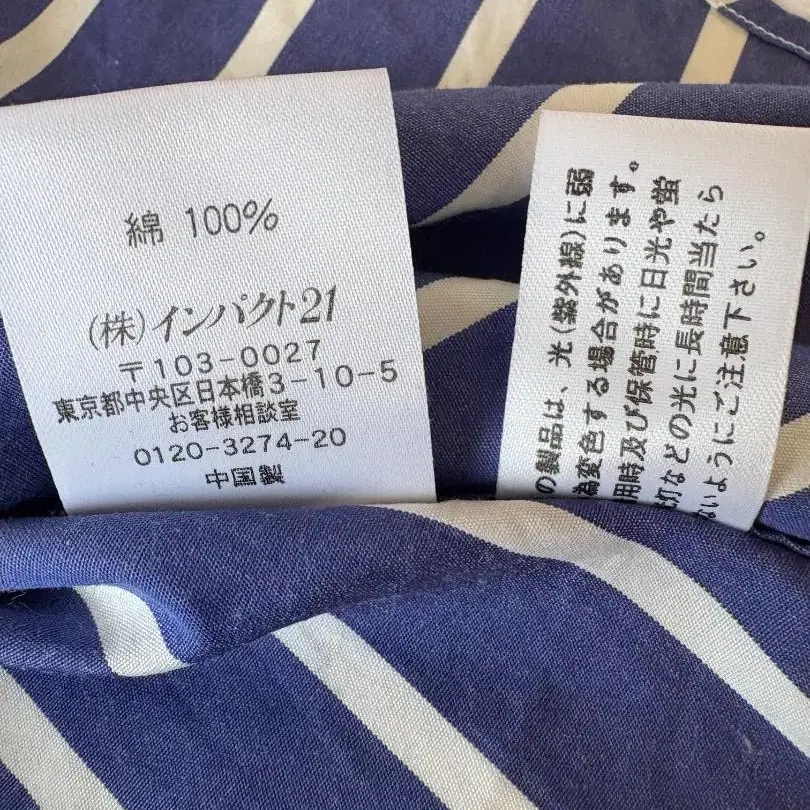 綿 100%
(株)インパクト21
〒103-0027
東京都中央区日本橋3-10-5
お客様相談室
0120-3274-20
中国製
の製品は、光(紫外線)に弱
為変色する場合があります。
用時及び保管時に日光や蛍
灯などの光に長時間当たら
ないようにご注意下さい。